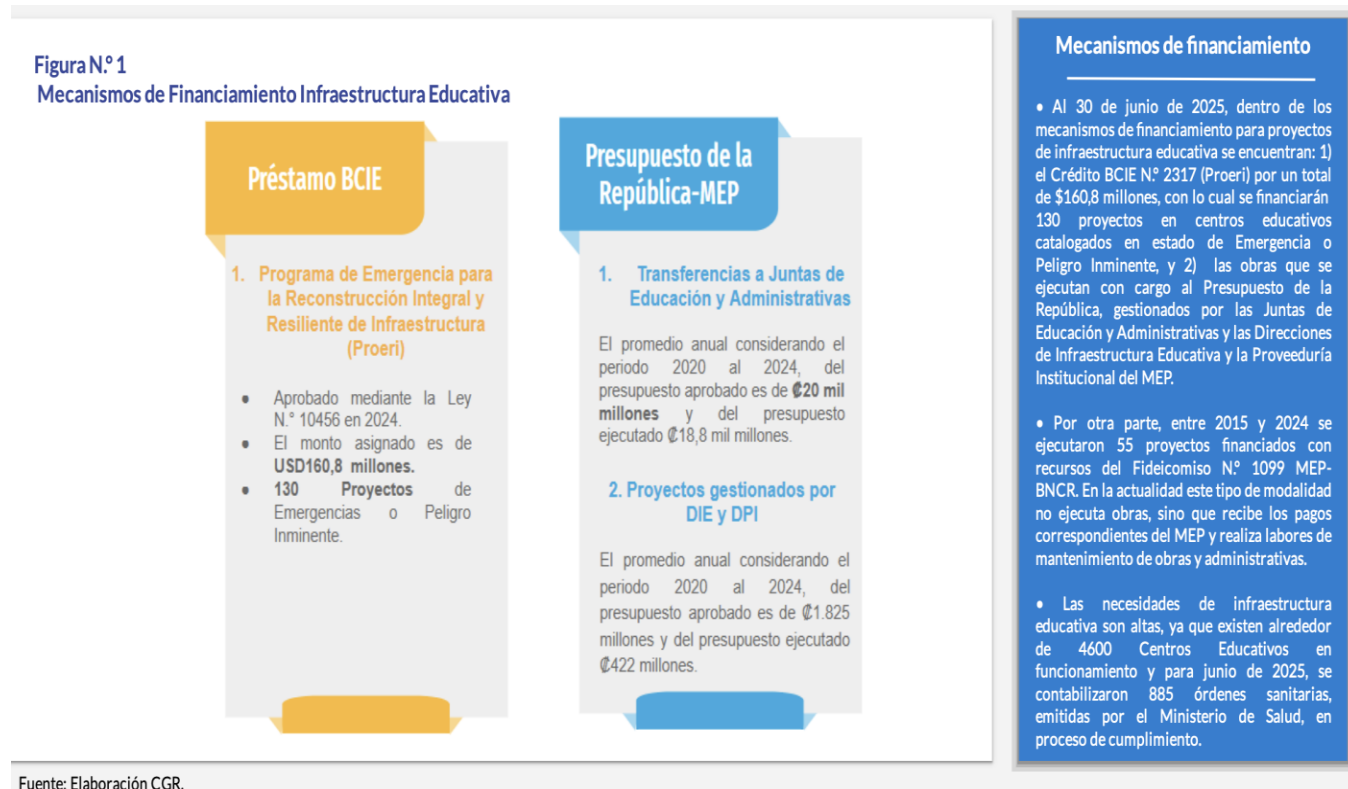 Figura N.º 1
Mecanismos de Financiamiento Infraestructura Educativa
Préstamo BCIE
1. Programa de Emergencia para
la Reconstrucción Integral y
Resiliente de Infraestructura
(Proeri)
● Aprobado mediante la Ley
N.° 10456 en 2024.
● El monto asignado es de
USD160,8 millones.
● 130 Proyectos de
Emergencias o Peligro
Inminente.
Presupuesto de la
República-MEP
1. Transferencias a Juntas de
Educación y Administrativas
El promedio anual considerando el
periodo 2020 al 2024, del
presupuesto aprobado es de ₡20 mil
millones y del presupuesto
ejecutado ₡18,8 mil millones.
2. Proyectos gestionados por
DIE y DPI
El promedio anual considerando el
periodo 2020 al 2024, del
presupuesto aprobado es de ₡1.825
millones y del presupuesto ejecutado
₡422 millones.
Mecanismos de financiamiento
• Al 30 de junio de 2025, dentro de los
mecanismos de financiamiento para proyectos
de infraestructura educativa se encuentran: 1)
el Crédito BCIE N.º 2317 (Proeri) por un total
de $160,8 millones, con lo cual se financiarán
130 proyectos en centros educativos
catalogados en estado de Emergencia o
Peligro Inminente, y 2) las obras que se
ejecutan con cargo al Presupuesto de la
República, gestionados por las Juntas de
Educación y Administrativas y las Direcciones
de Infraestructura Educativa y la Proveeduría
Institucional del MEP.
• Por otra parte, entre 2015 y 2024 se
ejecutaron 55 proyectos financiados con
recursos del Fideicomiso N.º 1099 MEP-
BNCR. En la actualidad este tipo de modalidad
no ejecuta obras, sino que recibe los pagos
correspondientes del MEP y realiza labores de
mantenimiento de obras y administrativas.
• Las necesidades de infraestructura
educativa son altas, ya que existen alrededor
de 4600 Centros Educativos en
funcionamiento y para junio de 2025, se
contabilizaron 885 órdenes sanitarias,
emitidas por el Ministerio de Salud, en
proceso de cumplimiento.
Fuente: Elaboración CGR.